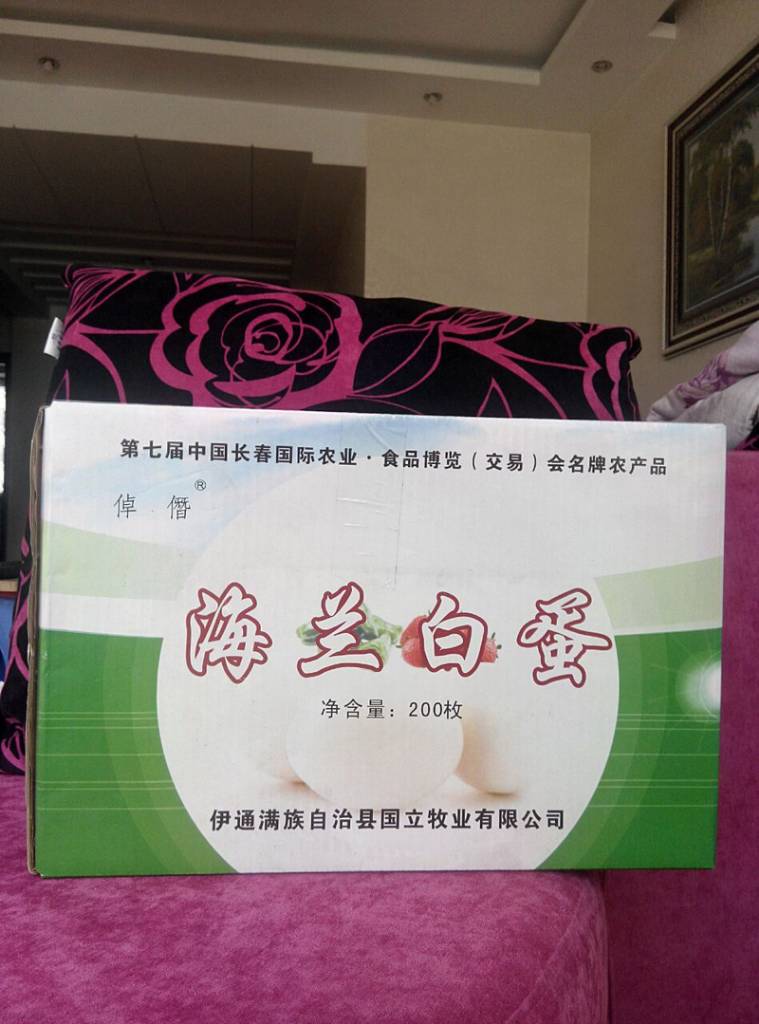 第七届中国长春国际农业·食品博览(交易)会名牌农产品
倬 僭®
海兰白蛋
净含量:200枚
伊通满族自治县国立牧业有限公司